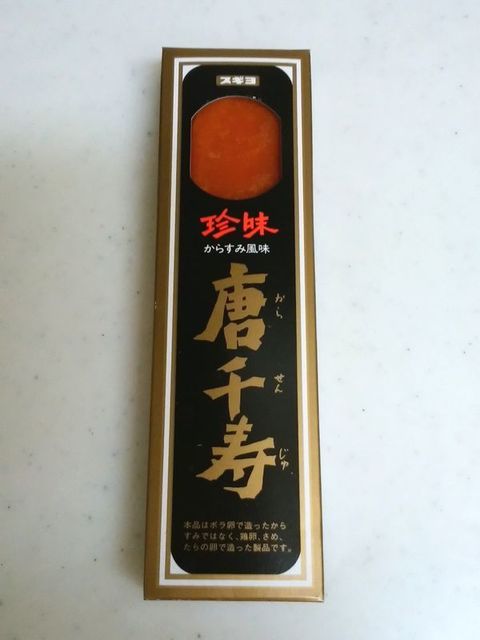 スギヨ
珍味
からすみ風味
唐千寿
からせんじゅ
本品はボラ卵で造ったから
すみではなく、鶏卵、さめ、
たらの卵で造った製品です。